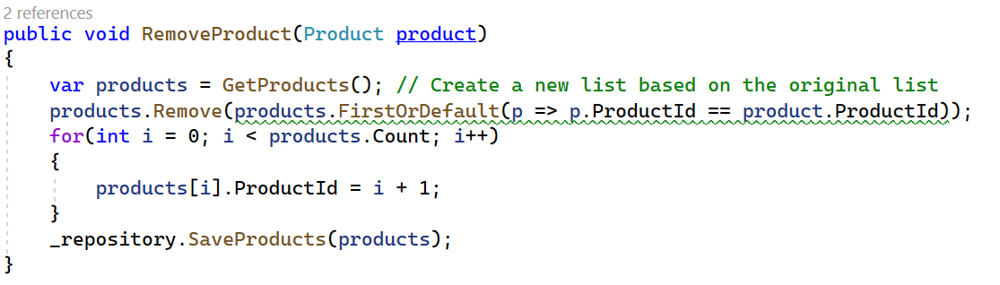 2 references
public void RemoveProduct(Product product)
{
    var products = GetProducts(); // Create a new list based on the original list
    products.Remove(products.FirstOrDefault(p => p.ProductId == product.ProductId));
    for(int i = 0; i < products.Count; i++)
    {
        products[i].ProductId = i + 1;
    }
    _repository.SaveProducts(products);
}